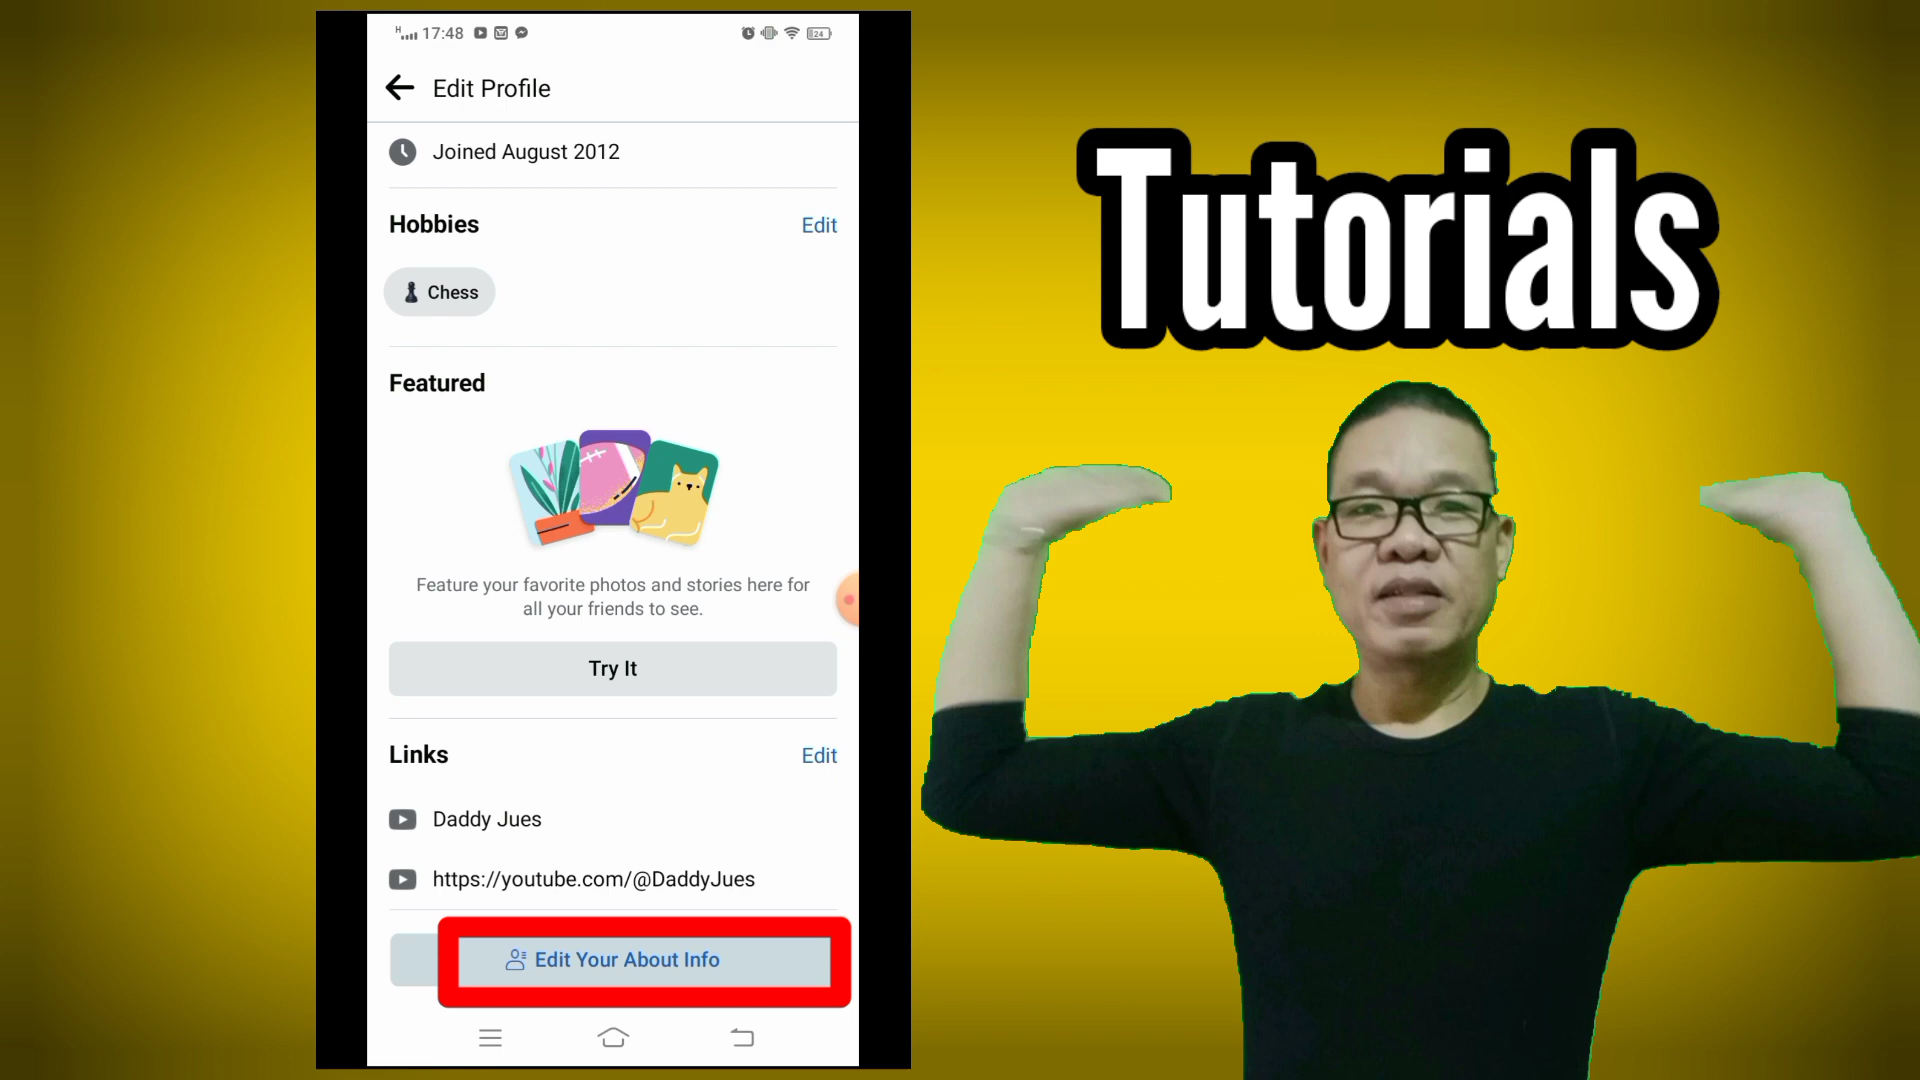 H 17:48
24
Edit Profile
Joined August 2012
Hobbies
Edit
Chess
Featured
Feature your favorite photos and stories here for
all your friends to see.
Try It
Links
Edit
Daddy Jues
https://youtube.com/@DaddyJues
Edit Your About Info
Tutorials